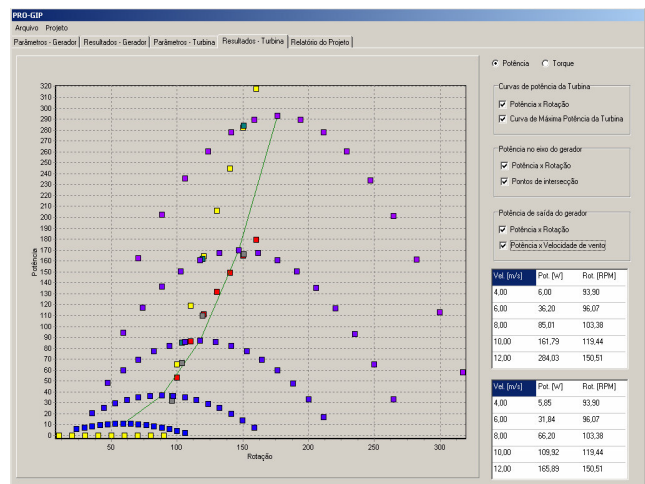 PRO-GIP
Arquivo Projeto
Parâmetros - Gerador Resultados - Gerador Parâmetros - Turbina Resultados - Turbina Relatório do Projeto
Potência Torque
Curvas de potência da Turbina
Potência x Rotação
Curva de Máxima Potência da Turbina
Potência no eixo do gerador
Potência x Rotação
Pontos de intersecção
Potência de saída do gerador
Potência x Rotação
Potência x Velocidade de vento
320
310
300
290
280
270
260
250
240
230
220
210
200
190
180
170
160
150
140
130
120
110
100
90
80
70
60
50
40
30
20
10
0
Potência
50 100 150 200 250 300
Rotação
Vel. [m/s] Pot. [W] Rot. [RPM]
4,00 6,00 93,90
6,00 36,20 96,07
8,00 85,01 103,38
10,00 161,79 119,44
12,00 284,03 150,51
Vel. [m/s] Pot. [W] Rot. [RPM]
4,00 5,85 93,90
6,00 31,84 96,07
8,00 66,20 103,38
10,00 109,92 119,44
12,00 165,89 150,51